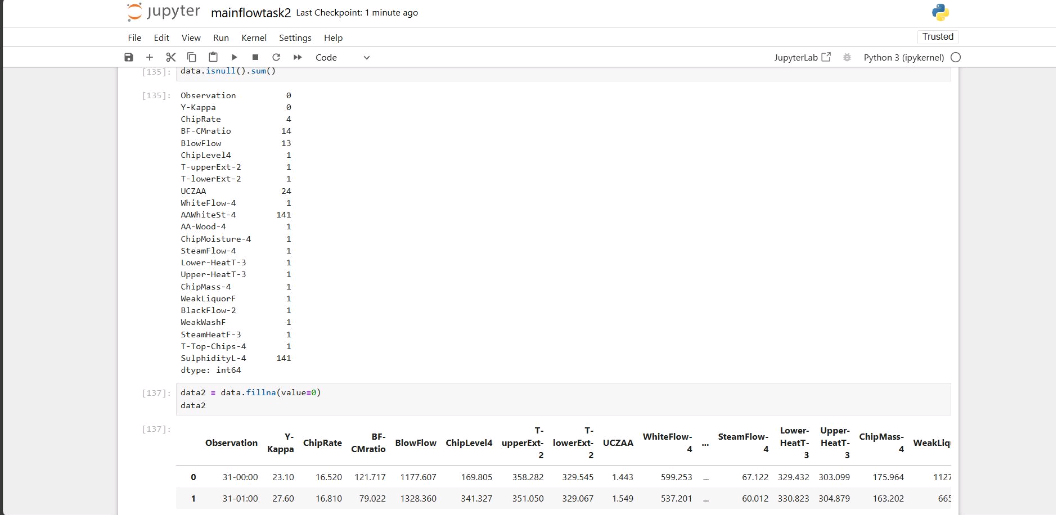 jupyter mainflowtask2 Last Checkpoint: 1 minute ago
File Edit View Run Kernel Settings Help
Trusted
Code
JupyterLab Python 3 (ipykernel)
[135]: data.isnull().sum()
[135]: Observation 0
Y-Kappa 0
ChipRate 4
BF-CMratio 14
BlowFlow 13
ChipLevel4 1
T-upperExt-2 1
T-lowerExt-2 1
UCZAA 24
WhiteFlow-4 1
AAWhiteSt-4 141
AA-Wood-4 1
ChipMoisture-4 1
SteamFlow-4 1
Lower-HeatT-3 1
Upper-HeatT-3 1
ChipMass-4 1
WeakLiquorF 1
BlackFlow-2 1
WeakWashF 1
SteamHeatF-3 1
T-Top-Chips-4 1
SulphidityL-4 141
dtype: int64
[137]: data2 = data.fillna(value=0)
data2
[137]:
Observation Y-Kappa ChipRate BF-CMratio BlowFlow ChipLevel4 T-upperExt-2 T-lowerExt-2 UCZAA WhiteFlow-4 ... SteamFlow-4 Lower-HeatT-3 Upper-HeatT-3 ChipMass-4 WeakLiq
0 31-00:00 23.10 16.520 121.717 1177.607 169.805 358.282 329.545 1.443 599.253 ... 67.122 329.432 303.099 175.964 1127
1 31-01:00 27.60 16.810 79.022 1328.360 341.327 351.050 329.067 1.549 537.201 ... 60.012 330.823 304.879 163.202 665